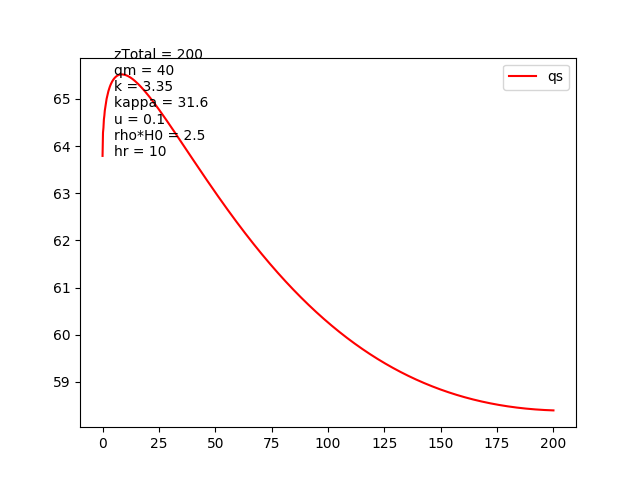 zTotal = 200
qm = 40
k = 3.35
kappa = 31.6
u = 0.1
rho*H0 = 2.5
hr = 10
qs
65
64
63
62
61
60
59
0 25 50 75 100 125 150 175 200